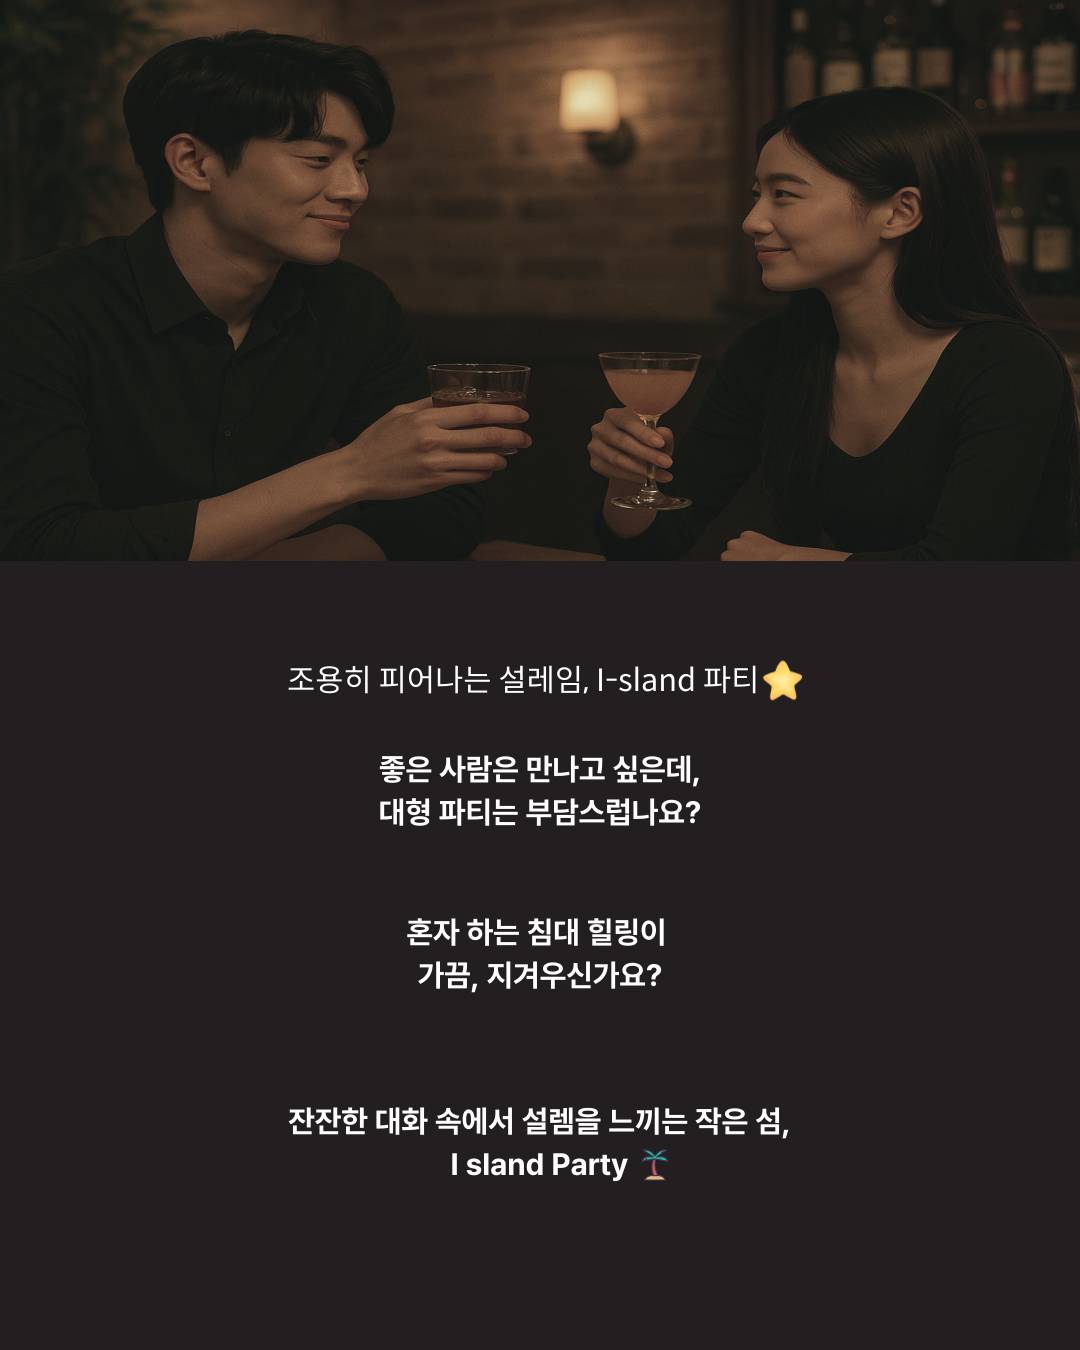 조용히 피어나는 설레임, I-sland 파티⭐
좋은 사람은 만나고 싶은데,
대형 파티는 부담스럽나요?
혼자 하는 침대 힐링이
가끔, 지겨우신가요?
잔잔한 대화 속에서 설렘을 느끼는 작은 섬,
I sland Party 🏝️